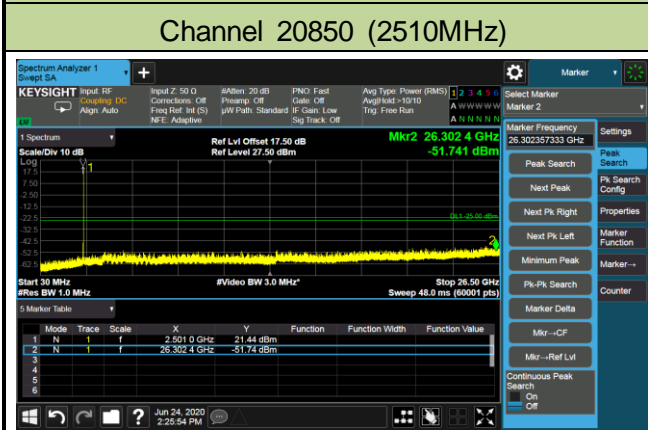 Channel 20850 (2510MHz)
Spectrum Analyzer 1
Swept SA
+
Marker
KEYSIGHT
Input: RF
Coupling: DC
Align: Auto
Input Z: 50 Ω
Corrections: Off
Freq Ref: Int (S)
NFE: Adaptive
#Atten: 20 dB
Preamp: Off
µW Path: Standard
PNO: Fast
Gate: Off
IF Gain: Low
Sig Track: Off
Avg Type: Power (RMS)
Avg|Hold:>10/10
Trig: Free Run
1 2 3 4 5 6
A W W W W W
A N N N N N
LXI
Select Marker
Marker 2
1 Spectrum
Scale/Div 10 dB
Ref Lvl Offset 17.50 dB
Ref Level 27.50 dBm
Mkr2 26.302 4 GHz
-51.741 dBm
Log
17.5
7.50
-2.50
-12.5
-22.5
-32.5
-42.5
-52.5
-62.5
1
DL1 -25.00 dBm
2
Start 30 MHz
#Res BW 1.0 MHz
#Video BW 3.0 MHz*
Stop 26.50 GHz
Sweep 48.0 ms (60001 pts)
5 Marker Table
Mode Trace Scale X Y Function Function Width Function Value
1 N 1 f 2.501 0 GHz 21.44 dBm
2 N 1 f 26.302 4 GHz -51.74 dBm
3
4
5
6
Marker Frequency
26.302357333 GHz
Peak Search
Next Peak
Next Pk Right
Next Pk Left
Minimum Peak
Pk-Pk Search
Marker Delta
Mkr→CF
Mkr→Ref Lvl
Continuous Peak Search
On
Off
Settings
Peak Search
Pk Search Config
Properties
Marker Function
Marker→
Counter
?
Jun 24, 2020
2:25:54 PM